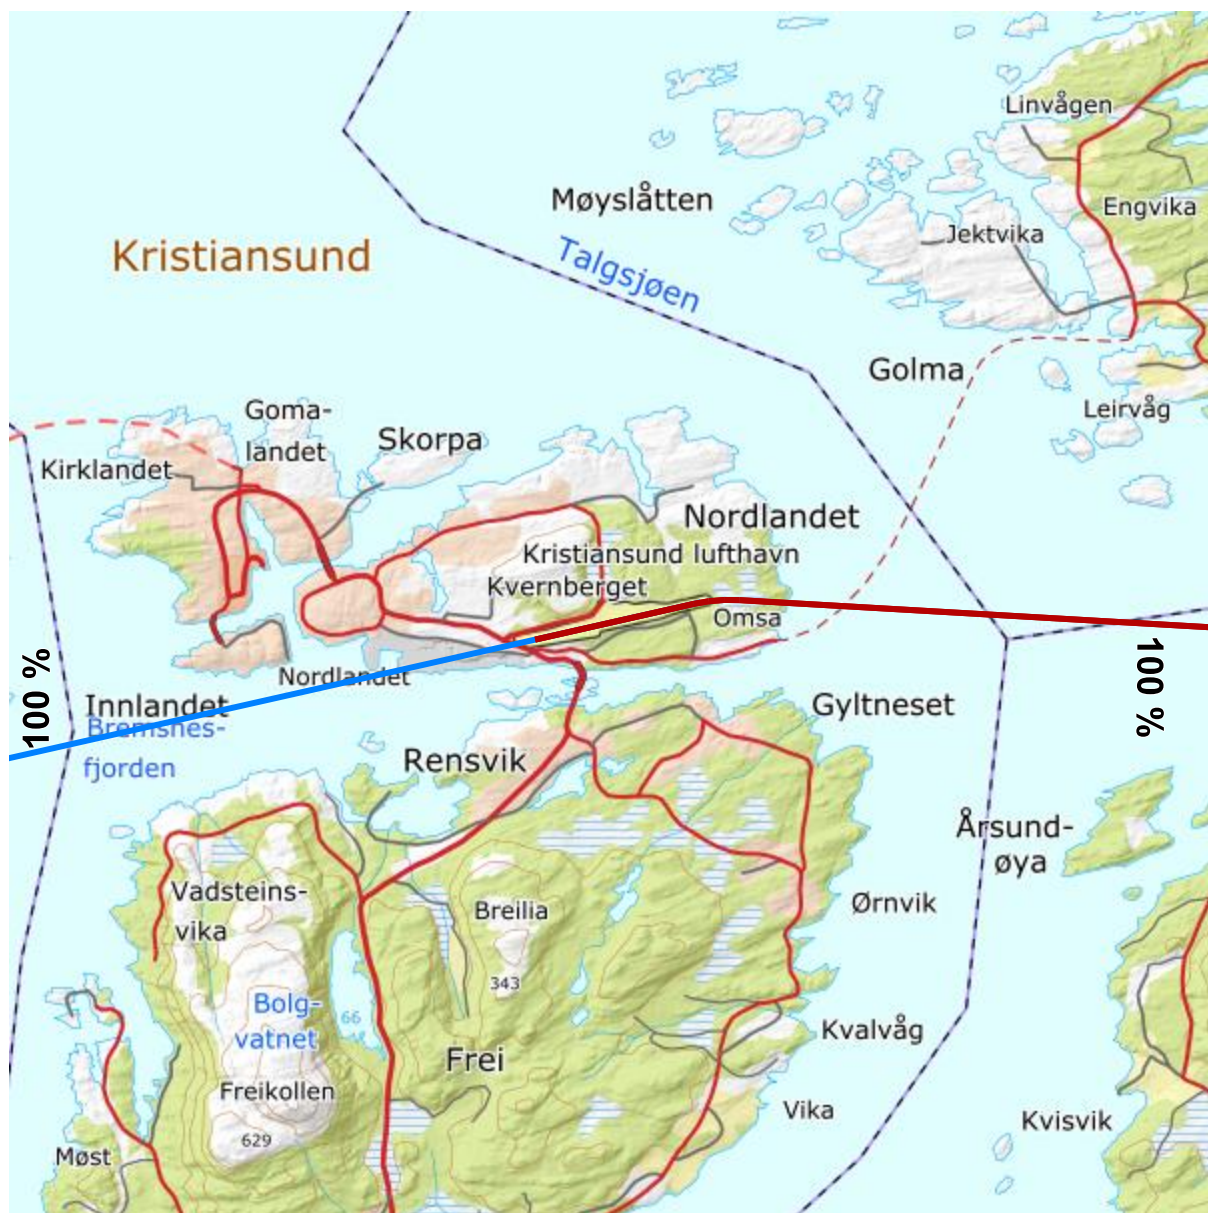 Linvågen
Møyslåtten
Engvika
Jektvika
Kristiansund
Talgsjøen
Golma
Leirvåg
Goma-
landet
Skorpa
Kirklandet
Nordlandet
Kristiansund lufthavn
Kvernberget
Omsa
Nordlandet
100 %
100 %
Innlandet
Bremsnes-
fjorden
Gyltneset
Rensvik
Årsund-
øya
Vadsteins-
vika
Breilia
Ørnvik
343
Bolg-
vatnet
66
Kvalvåg
Frei
Freikollen
Vika
Kvisvik
629
Møst